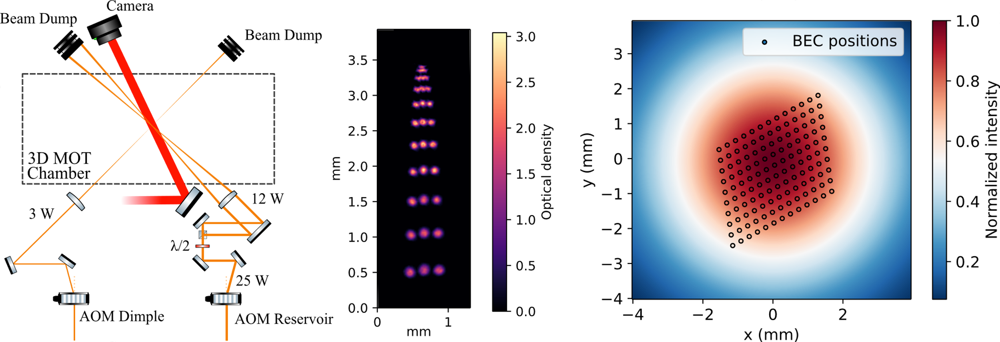 Camera
Beam Dump
Beam Dump
3D MOT
Chamber
3 W
12 W
λ/2
25 W
AOM Dimple
AOM Reservoir
3.5
3.0
2.5
2.0
1.5
1.0
0.5
0.0
mm
0
1
mm
3.0
2.5
2.0
1.5
1.0
0.5
0.0
Optical density
BEC positions
3
2
1
0
−1
−2
−3
−4
y (mm)
−4
−2
0
2
x (mm)
1.0
0.8
0.6
0.4
0.2
Normalized intensity